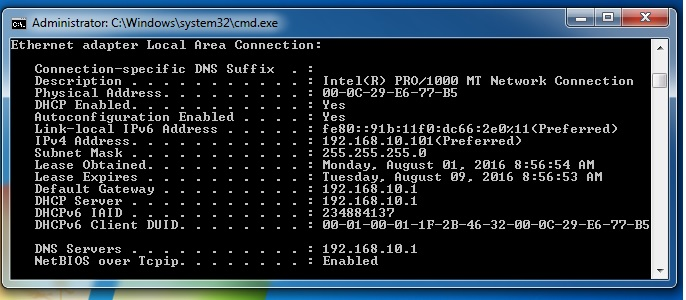 Administrator: C:\Windows\system32\cmd.exe
Ethernet adapter Local Area Connection:
Connection-specific DNS Suffix . :
Description . . . . . . . . . . . : Intel(R) PRO/1000 MT Network Connection
Physical Address. . . . . . . . . : 00-0C-29-E6-77-B5
DHCP Enabled. . . . . . . . . . . : Yes
Autoconfiguration Enabled . . . . : Yes
Link-local IPv6 Address . . . . . : fe80::91b:11f0:dc66:2e0%11(Preferred)
IPv4 Address. . . . . . . . . . . : 192.168.10.101(Preferred)
Subnet Mask . . . . . . . . . . . : 255.255.255.0
Lease Obtained. . . . . . . . . . : Monday, August 01, 2016 8:56:54 AM
Lease Expires . . . . . . . . . . : Tuesday, August 09, 2016 8:56:53 AM
Default Gateway . . . . . . . . . : 192.168.10.1
DHCP Server . . . . . . . . . . . : 192.168.10.1
DHCPv6 IAID . . . . . . . . . . . : 234884137
DHCPv6 Client DUID. . . . . . . . : 00-01-00-01-1F-2B-46-32-00-0C-29-E6-77-B5
DNS Servers . . . . . . . . . . . : 192.168.10.1
NetBIOS over Tcpip. . . . . . . . : Enabled